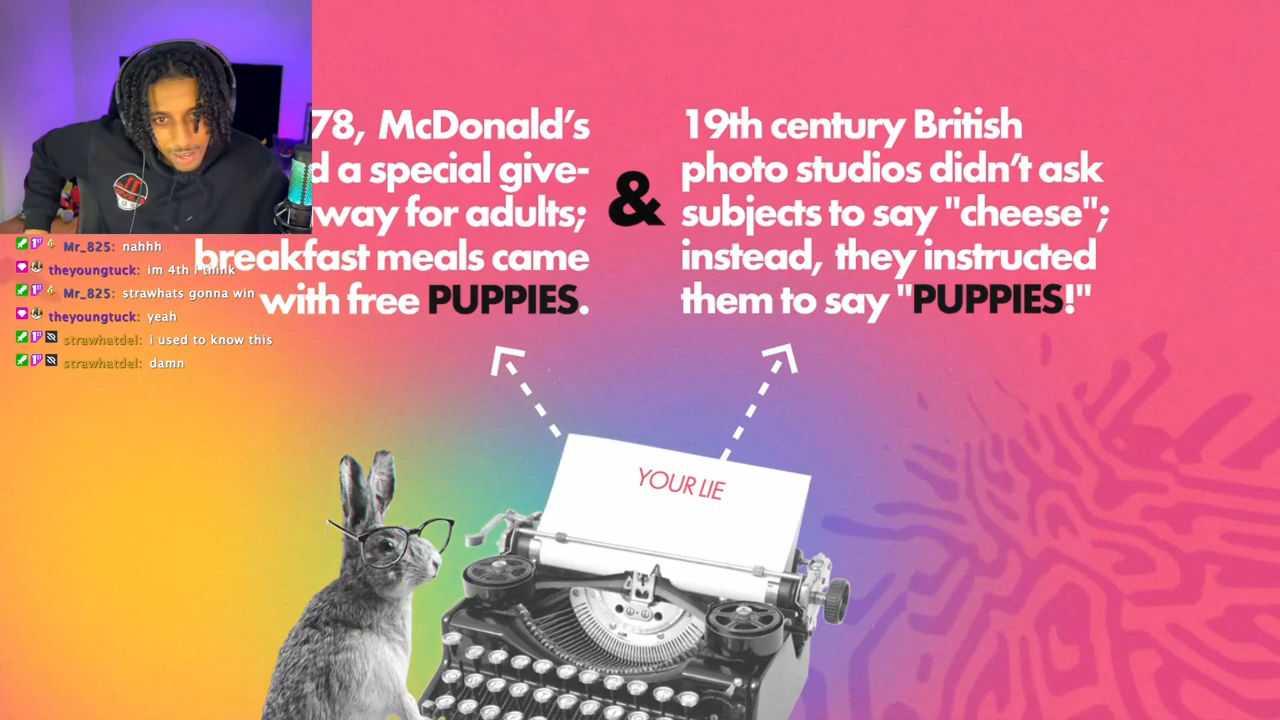 78, McDonald's
d a special give-
way for adults;
breakfast meals came
with free PUPPIES.
&
19th century British
photo studios didn't ask
subjects to say "cheese";
instead, they instructed
them to say "PUPPIES!"
Mr_825: nahhh
theyoungtuck: im 4th i think
Mr_825: strawhats gonna win
theyoungtuck: yeah
strawhatdel: i used to know this
strawhatdel: damn
YOUR LIE